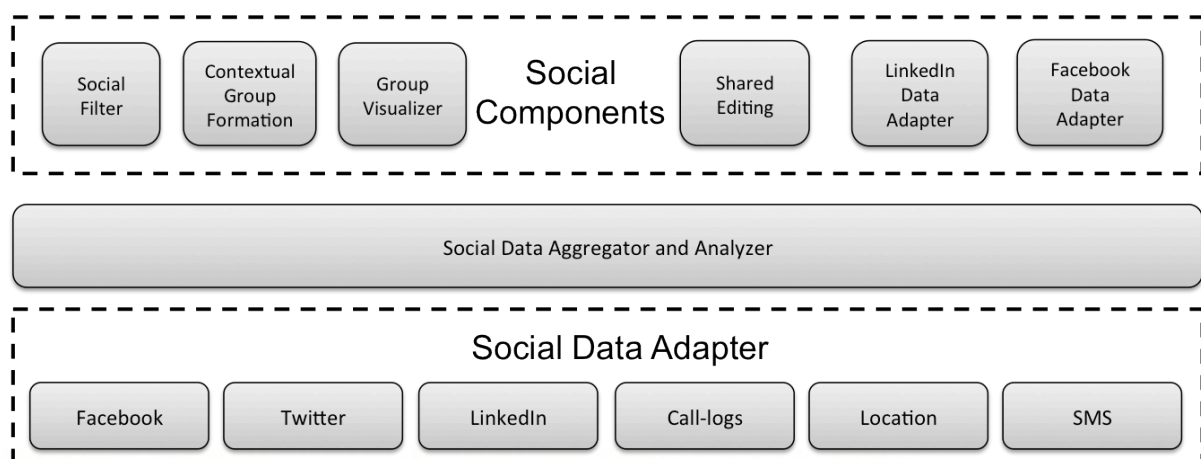 Social
Filter
Contextual
Group
Formation
Group
Visualizer
Social
Components
Shared
Editing
LinkedIn
Data
Adapter
Facebook
Data
Adapter
Social Data Aggregator and Analyzer
Social Data Adapter
Facebook
Twitter
LinkedIn
Call-logs
Location
SMS